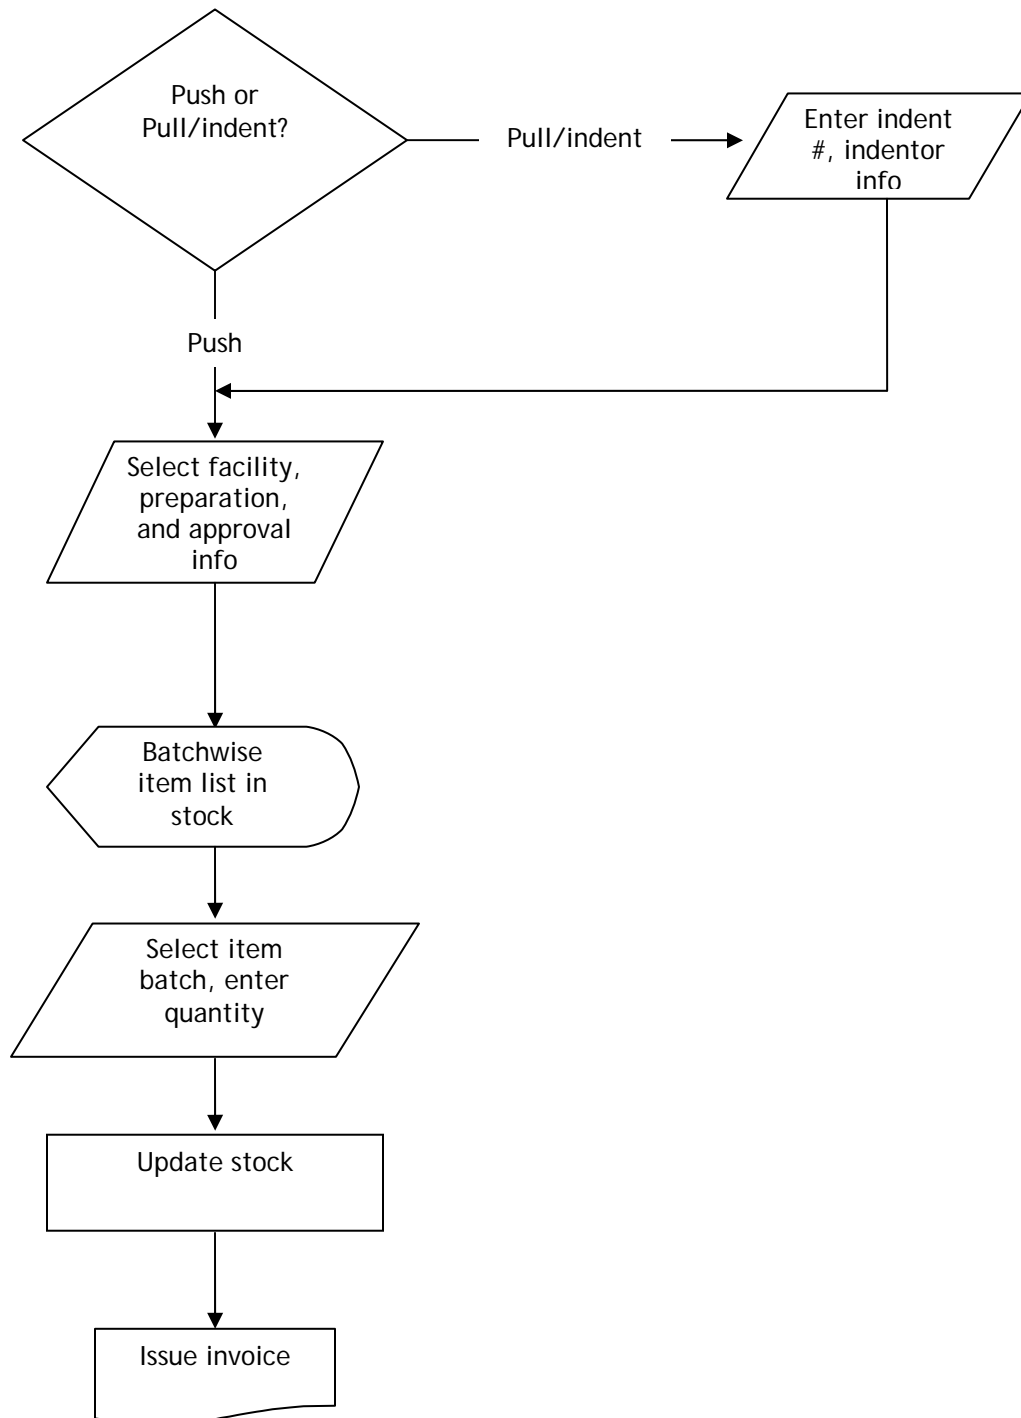 Push or
Pull/indent?
Pull/indent
Enter indent
#, indentor
info
Push
Select facility,
preparation,
and approval
info
Batchwise
item list in
stock
Select item
batch, enter
quantity
Update stock
Issue invoice